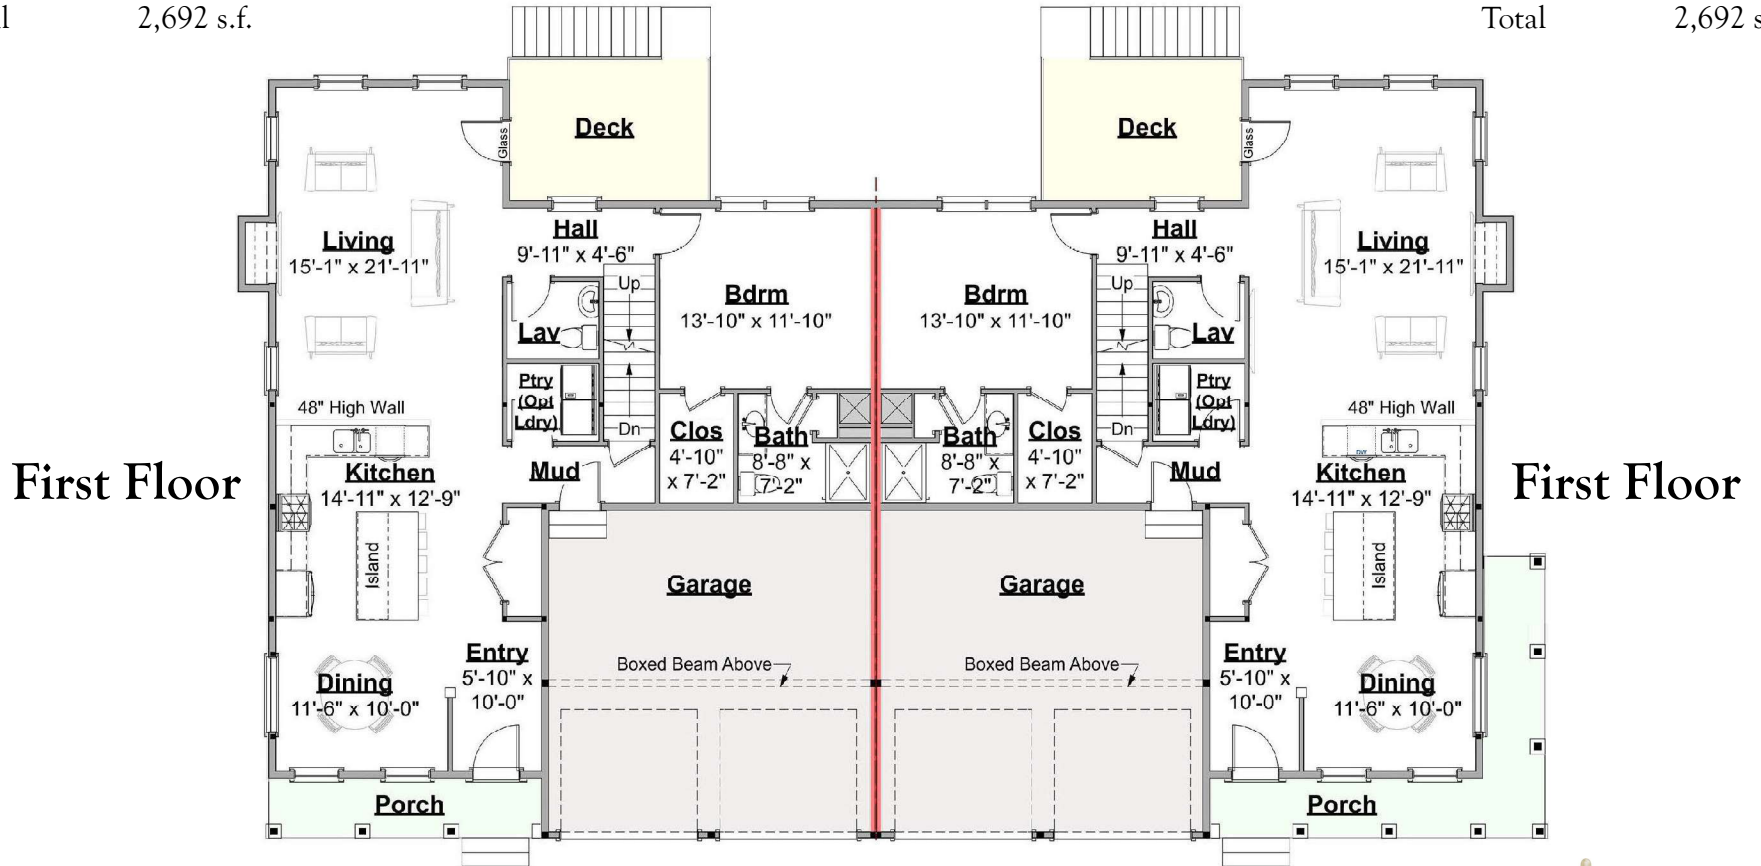 2,692 s.f.
Total
2,692 s
Deck
Deck
Glass
Glass
Hall
9'-11" x 4'-6"
Hall
9'-11" x 4'-6"
Living
15'-1" x 21'-11"
Living
15'-1" x 21'-11"
Up
Up
Bdrm
13'-10" x 11'-10"
Bdrm
13'-10" x 11'-10"
Lav
Lav
Ptry
(Opt
Ldry)
Ptry
(Opt
Ldry)
48" High Wall
48" High Wall
Dn
Dn
Clos
4'-10"
x 7'-2"
Bath
8'-8" x
7'-2"
Bath
8'-8" x
7'-2"
Clos
4'-10"
x 7'-2"
First Floor
Kitchen
14'-11" x 12'-9"
Mud
Mud
Kitchen
14'-11" x 12'-9"
First Floor
Island
Garage
Garage
Island
Entry
5'-10" x
10'-0"
Boxed Beam Above
Boxed Beam Above
Entry
5'-10" x
10'-0"
Dining
11'-6" x 10'-0"
Dining
11'-6" x 10'-0"
Porch
Porch